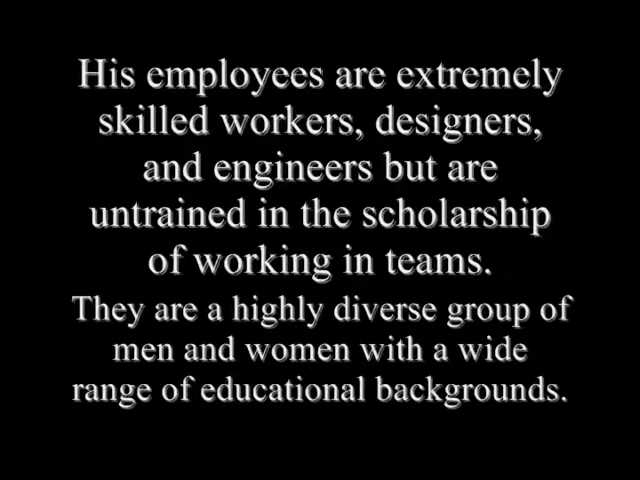 His employees are extremely
skilled workers, designers,
and engineers but are
untrained in the scholarship
of working in teams.
They are a highly diverse group of
men and women with a wide
range of educational backgrounds.